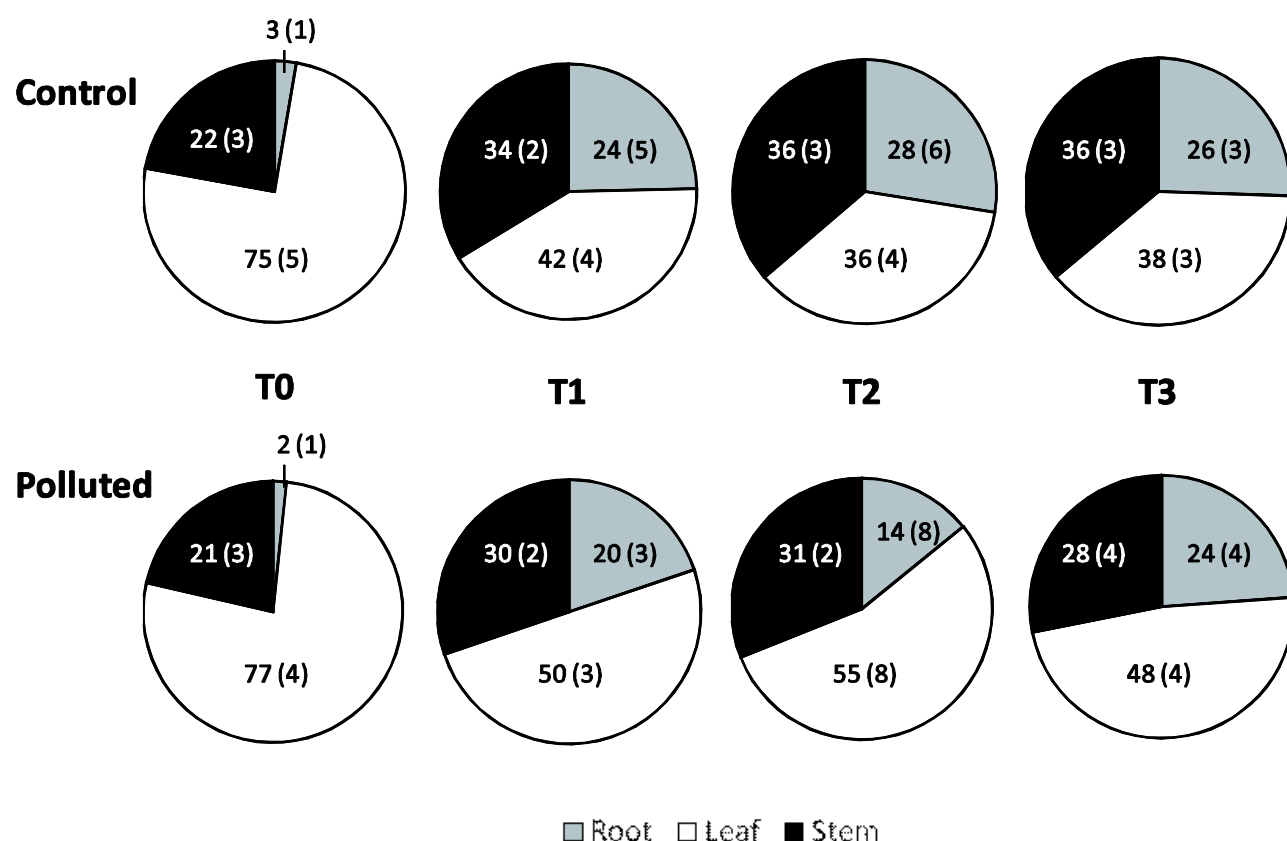 3 (1)
Control
22 (3)
34 (2) 24 (5)
36 (3) 28 (6)
36 (3) 26 (3)
75 (5)
42 (4)
36 (4)
38 (3)
T0 T1 T2 T3
2 (1)
Polluted
21 (3)
30 (2) 20 (3)
31 (2) 14 (8)
28 (4) 24 (4)
77 (4)
50 (3)
55 (8)
48 (4)
Root Leaf Stem